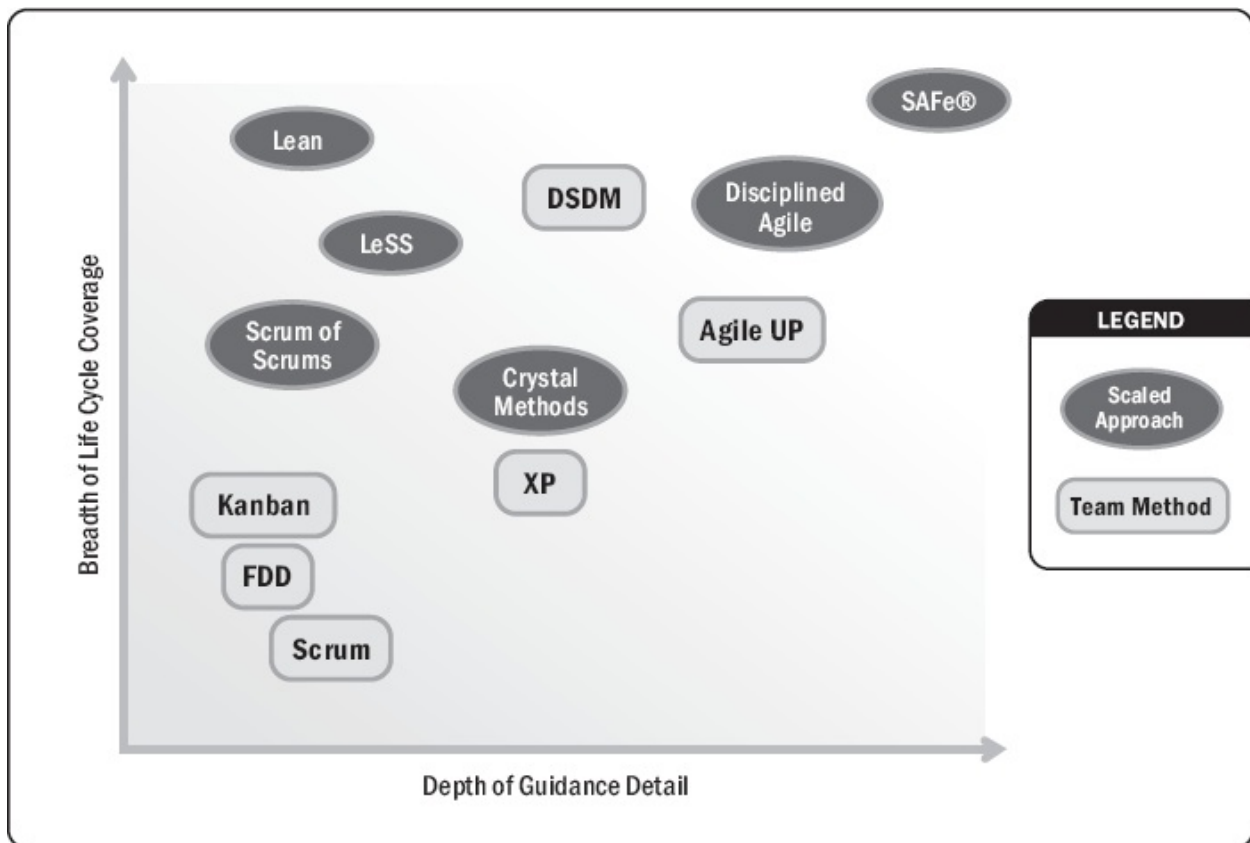 SAFe®
Lean
DSDM
Disciplined
Agile
LeSS
Agile UP
Scrum of
Scrums
Crystal
Methods
XP
Kanban
FDD
Scrum
Breadth of Life Cycle Coverage
Depth of Guidance Detail
LEGEND
Scaled
Approach
Team Method